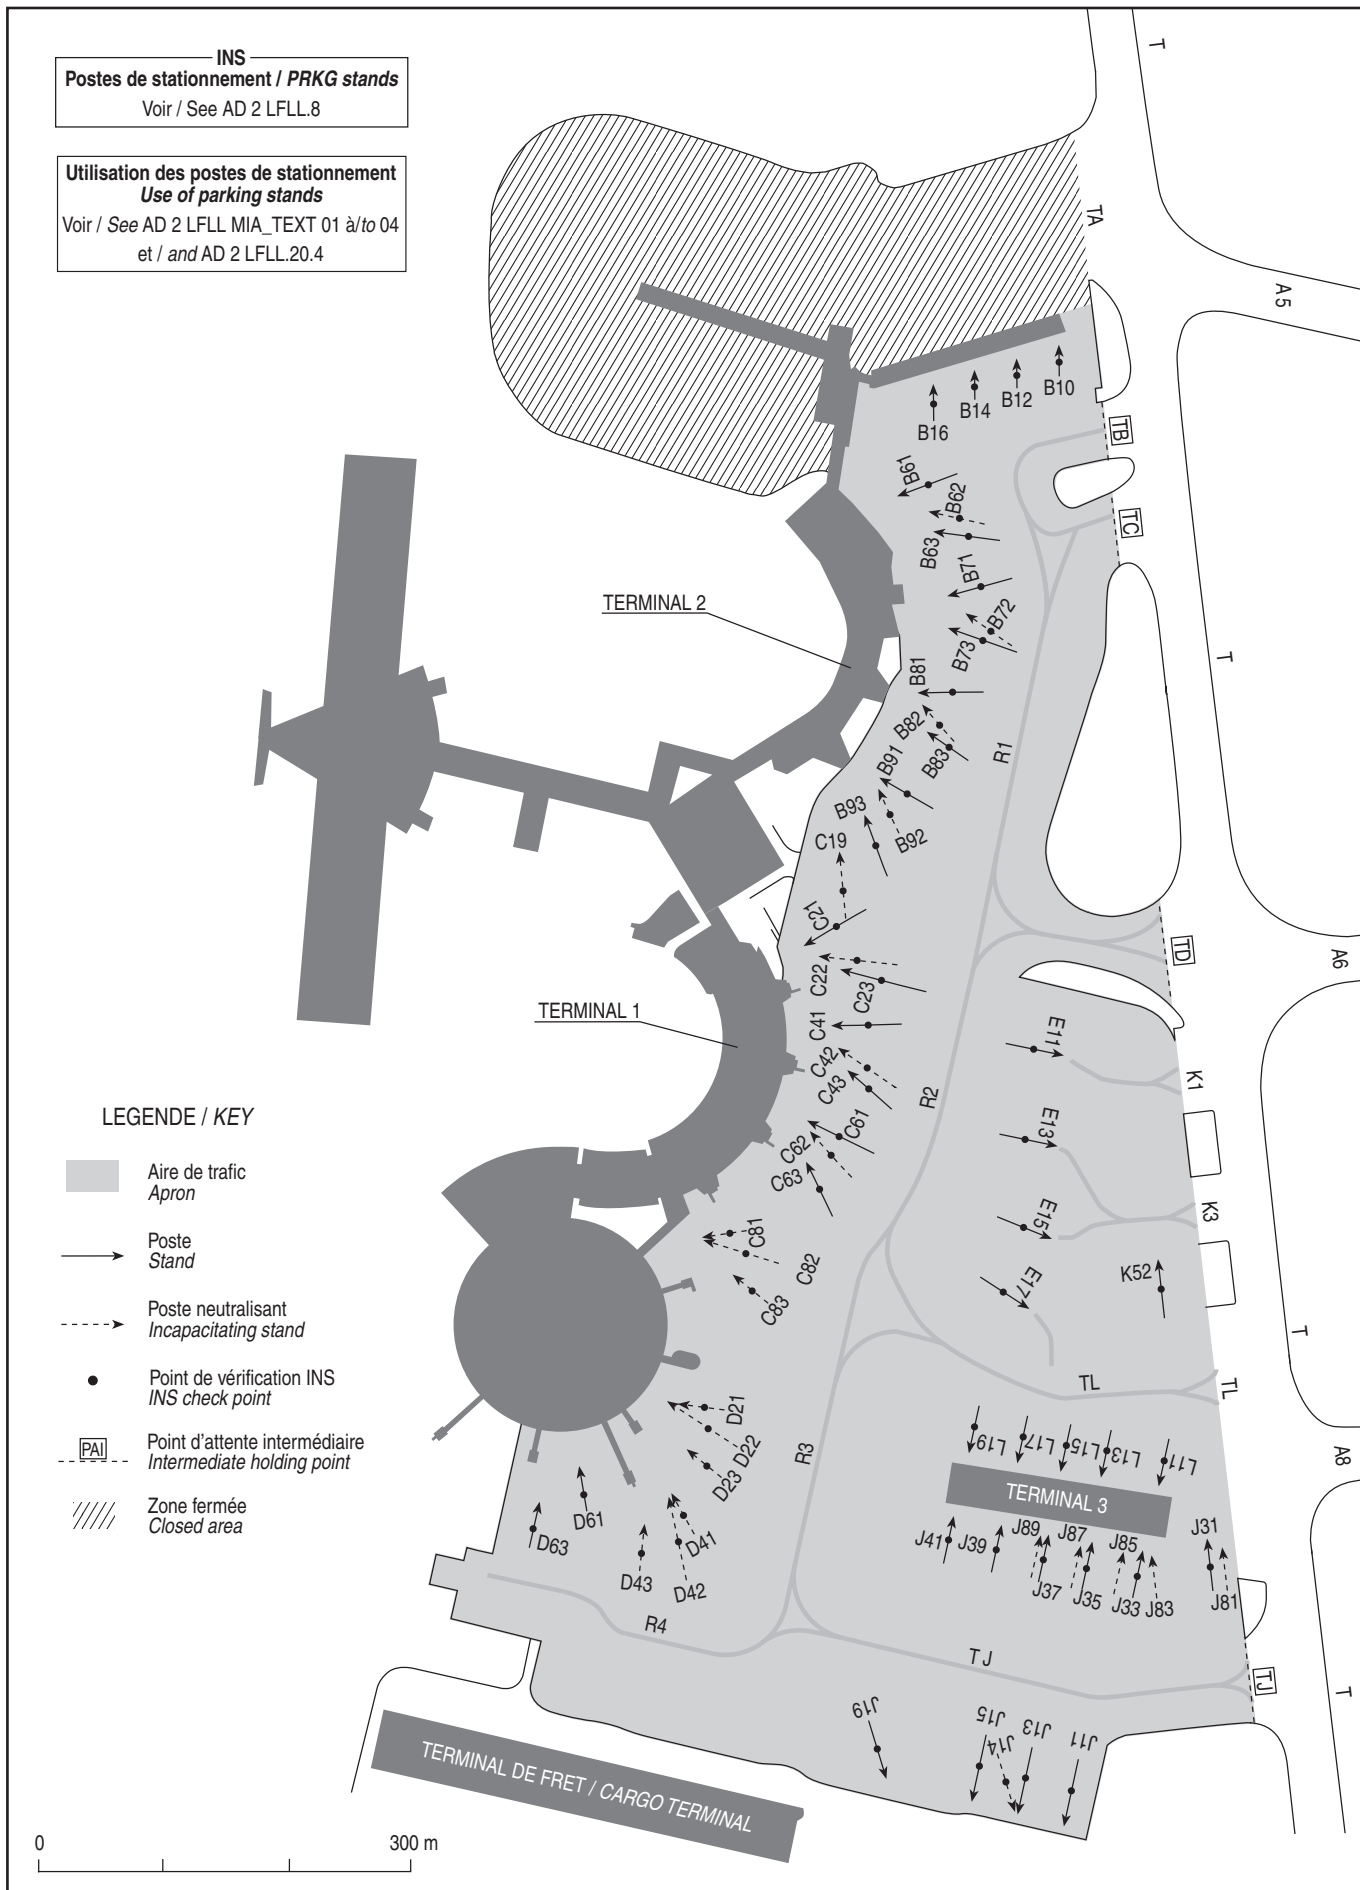 INS
Postes de stationnement / PRKG stands
Voir / See AD 2 LFLL.8
Utilisation des postes de stationnement
Use of parking stands
Voir / See AD 2 LFLL MIA_TEXT 01 à/to 04
et / and AD 2 LFLL.20.4
T
TA
A 5
B10
B12
B14
B16
TB
B61
B62
TC
B63
B71
B72
B73
TERMINAL 2
T
B81
B82
B83
R1
B91
B93
B92
C19
C21
TD
A6
C22
C23
TERMINAL 1
C41
C42
C43
E11
K1
R2
C61
C62
C63
E13
K3
E15
C81
C82
C83
E17
K52
T
TL
TL
D21
D22
D23
R3
L19
L17
L15
L13
L11
A8
TERMINAL 3
D61
D63
D41
D42
D43
J41
J39
J89
J87
J85
J31
J37
J35
J33
J83
J81
R4
TJ
TJ
T
J19
J15
J14
J13
J11
LEGENDE / KEY
Aire de trafic
Apron
Poste
Stand
Poste neutralisant
Incapacitating stand
Point de vérification INS
INS check point
PAI
Point d'attente intermédiaire
Intermediate holding point
Zone fermée
Closed area
TERMINAL DE FRET / CARGO TERMINAL
0
300 m